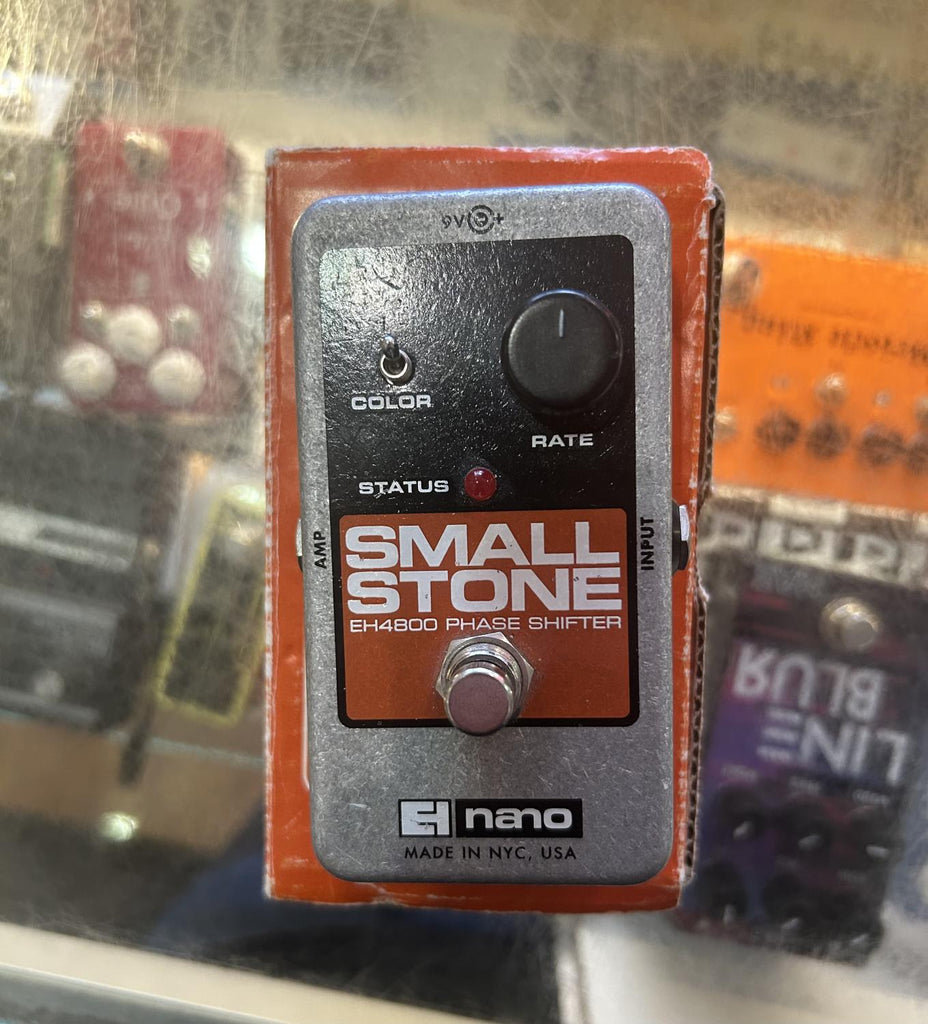 9V +
COLOR
RATE
STATUS
AMP
INPUT
SMALL
STONE
EH4800 PHASE SHIFTER
EH nano
MADE IN NYC, USA
LINE
BLUR